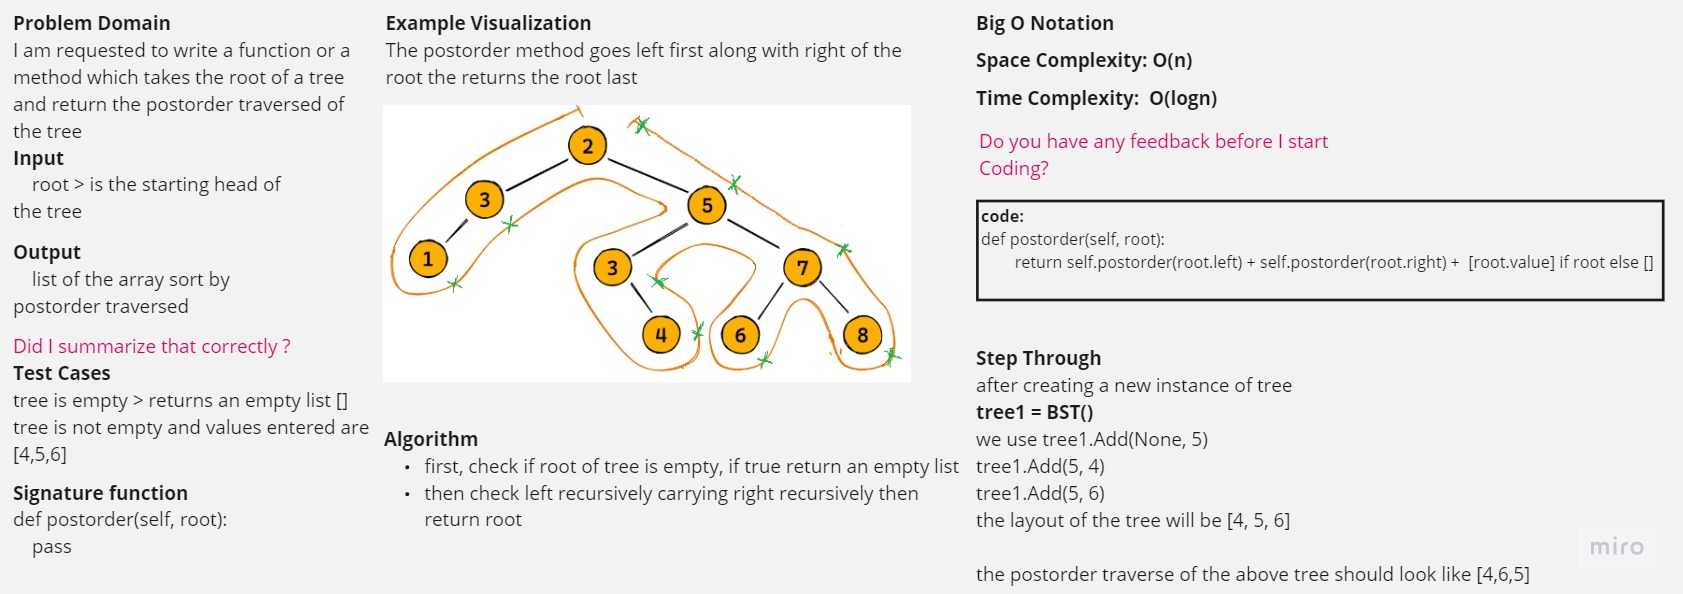 Problem Domain
I am requested to write a function or a
method which takes the root of a tree
and return the postorder traversed of
the tree
Input
root > is the starting head of
the tree
Output
list of the array sort by
postorder traversed
Did I summarize that correctly ?
Test Cases
tree is empty > returns an empty list []
tree is not empty and values entered are
[4,5,6]
Signature function
def postorder(self, root):
pass
Example Visualization
The postorder method goes left first along with right of the
root the returns the root last
2
3
5
1
3
7
4
6
8
Algorithm
• first, check if root of tree is empty, if true return an empty list
• then check left recursively carrying right recursively then
return root
Big O Notation
Space Complexity: O(n)
Time Complexity: O(logn)
Do you have any feedback before I start
Coding?
code:
def postorder(self, root):
return self.postorder(root.left) + self.postorder(root.right) + [root.value] if root else []
Step Through
after creating a new instance of tree
tree1 = BST()
we use tree1.Add(None, 5)
tree1.Add(5, 4)
tree1.Add(5, 6)
the layout of the tree will be [4, 5, 6]
the postorder traverse of the above tree should look like [4,6,5]
miro